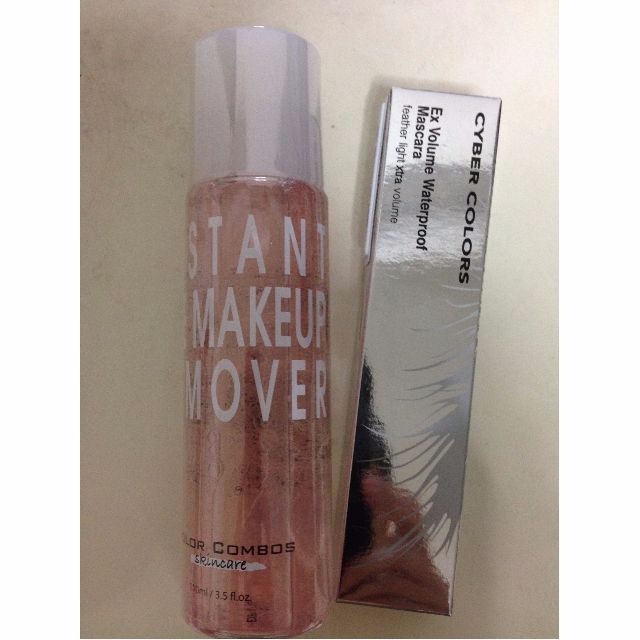 STANT
MAKEUP
MOVER
LOR COMBOS
skincare
/ 3.5 fl.oz.
CYBER COLORS
Ex Volume Waterproof
Mascara
feather light xtra volume